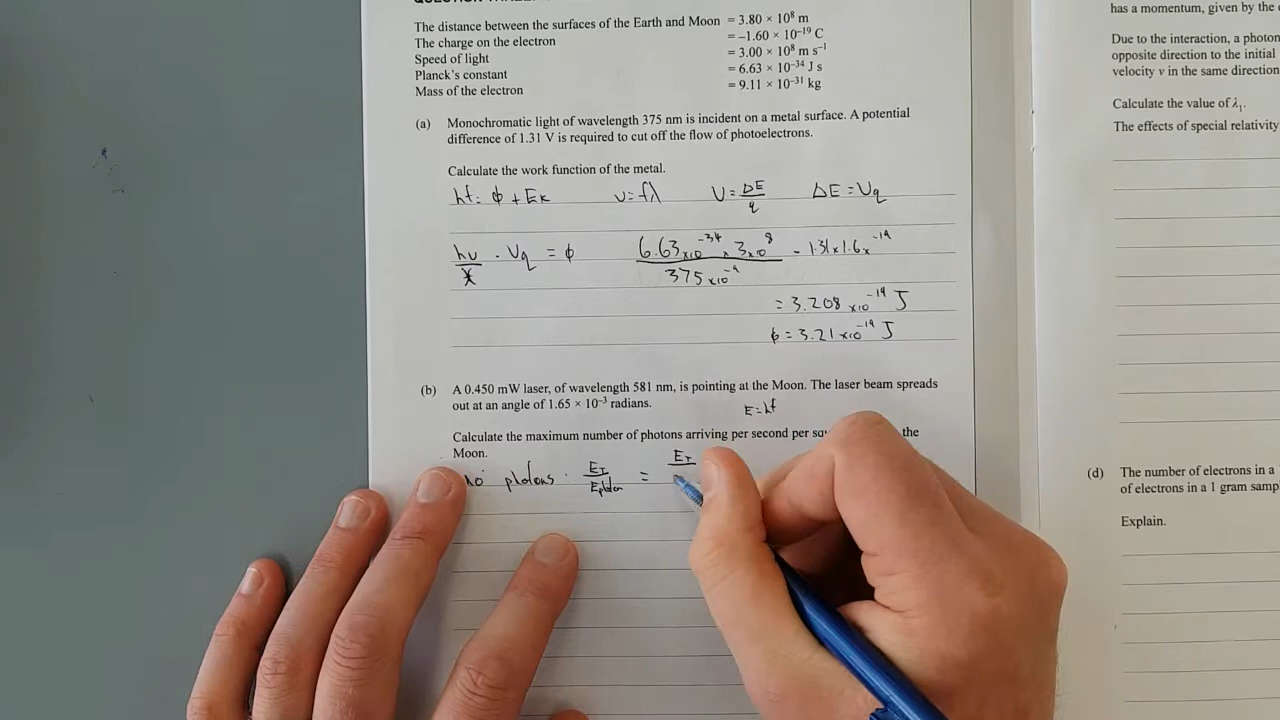 The distance between the surfaces of the Earth and Moon = 3.80 × 10⁸ m
The charge on the electron = –1.60 × 10⁻¹⁹ C
Speed of light = 3.00 × 10⁸ m s⁻¹
Planck's constant = 6.63 × 10⁻³⁴ J s
Mass of the electron = 9.11 × 10⁻³¹ kg
(a) Monochromatic light of wavelength 375 nm is incident on a metal surface. A potential
difference of 1.31 V is required to cut off the flow of photoelectrons.
Calculate the work function of the metal.
hf = ϕ + Eₖ v = fλ V = ΔE/q ΔE = Vq
hv/λ - Vq = ϕ 6.63×10⁻³⁴ × 3×10⁸ / 375×10⁻⁹ - 1.31×1.6×⁻¹⁹
= 3.208 ×10⁻¹⁹ J
ϕ = 3.21×10⁻¹⁹ J
(b) A 0.450 mW laser, of wavelength 581 nm, is pointing at the Moon. The laser beam spreads
out at an angle of 1.65 × 10⁻³ radians.
E=hf
Calculate the maximum number of photons arriving per second per the
Moon.
no photons = E_T/E_photon = E_T
has a momentum, given by the
Due to the interaction, a photon
opposite direction to the initial
velocity v in the same direction
Calculate the value of λ₁.
The effects of special relativity
(d) The number of electrons in a
of electrons in a 1 gram
Explain.